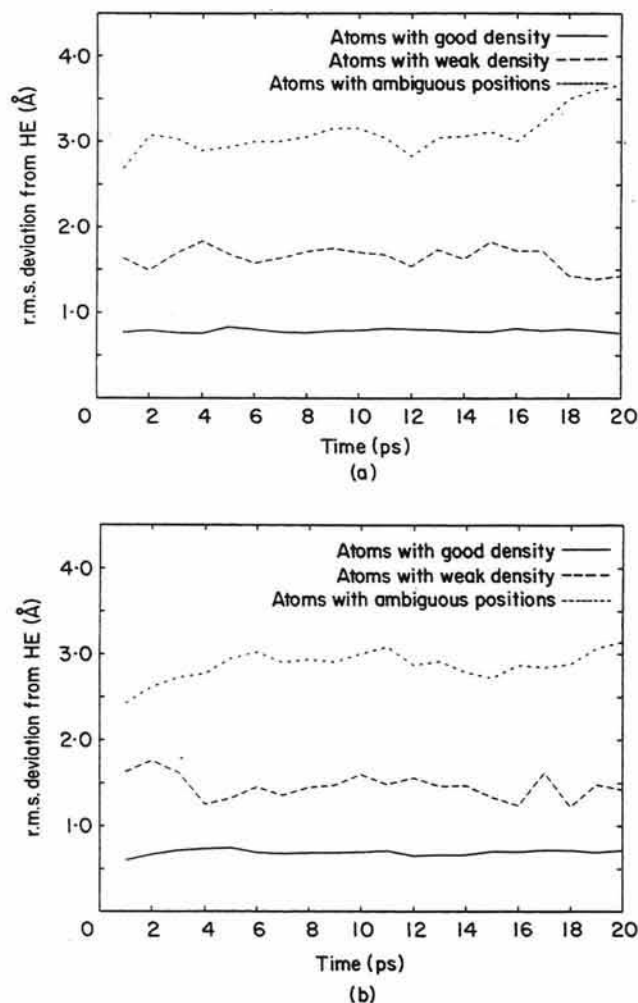 4·0
3·0
2·0
1·0
r.m.s. deviation from HE (Å)
Atoms with good density
Atoms with weak density
Atoms with ambiguous positions
0 2 4 6 8 10 12 14 16 18 20
Time (ps)
(a)
4·0
3·0
2·0
1·0
r.m.s. deviation from HE (Å)
Atoms with good density
Atoms with weak density
Atoms with ambiguous positions
0 2 4 6 8 10 12 14 16 18 20
Time (ps)
(b)